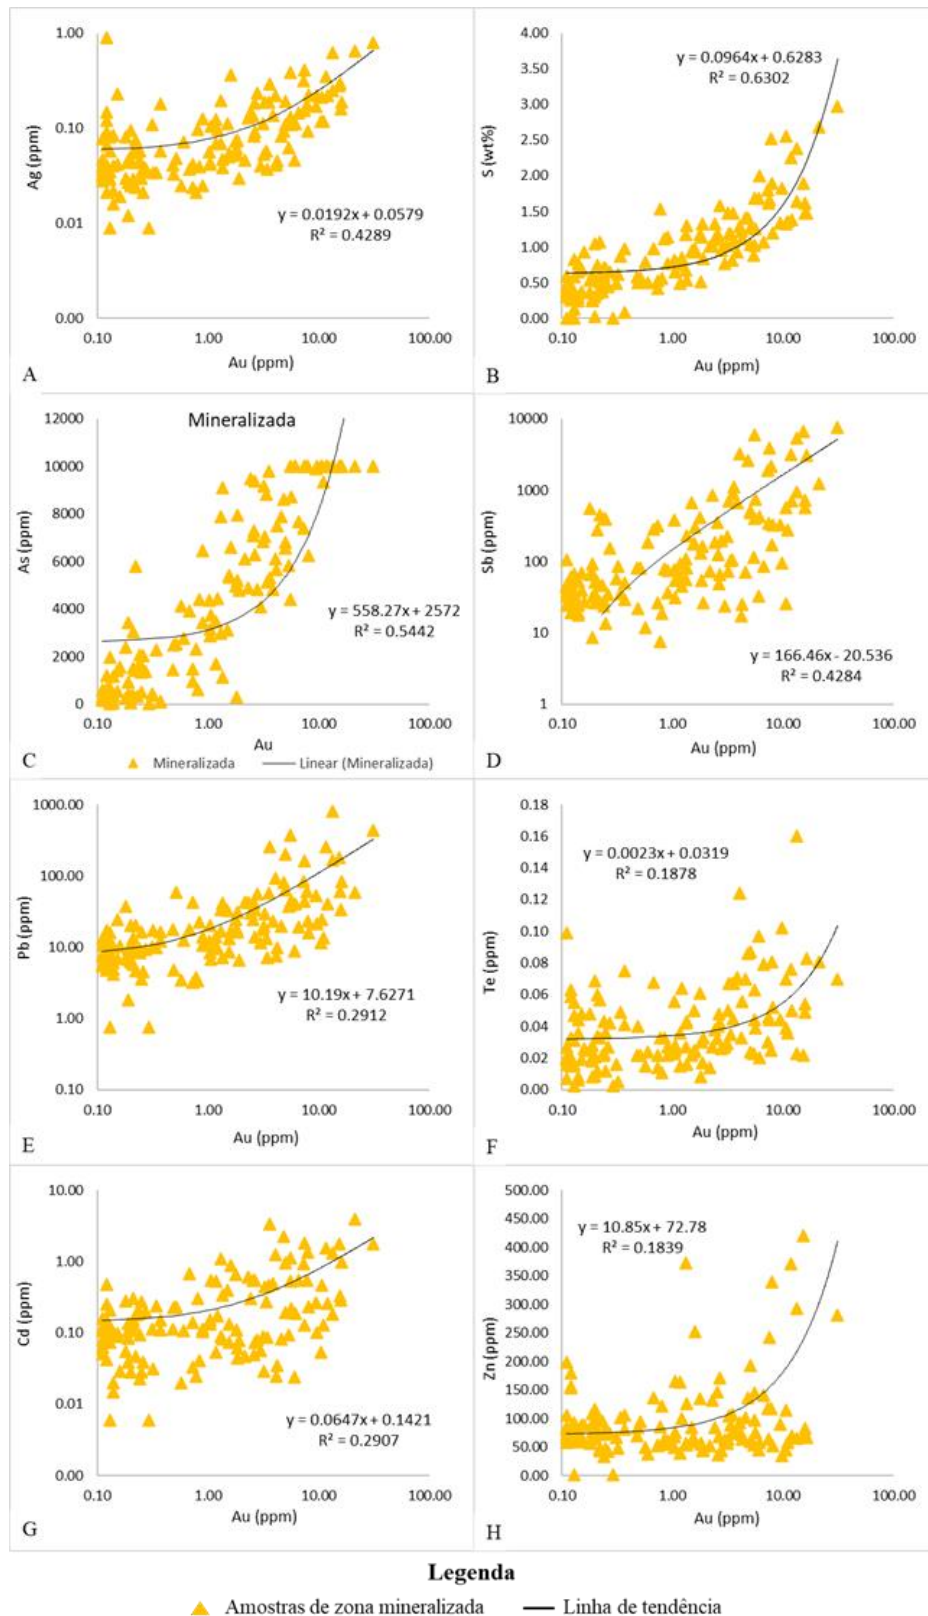 1.00
0.10
0.01
0.00
0.10
1.00
10.00
100.00
Ag (ppm)
Au (ppm)
y = 0.0192x + 0.0579
R² = 0.4289
A
4.00
3.50
3.00
2.50
2.00
1.50
1.00
0.50
0.00
0.10
1.00
10.00
100.00
S (wt%)
Au (ppm)
y = 0.0964x + 0.6283
R² = 0.6302
B
Mineralizada
12000
10000
8000
6000
4000
2000
0
0.10
1.00
10.00
100.00
As (ppm)
Au
y = 558.27x + 2572
R² = 0.5442
C
Mineralizada
Linear (Mineralizada)
10000
1000
100
10
1
0.10
1.00
10.00
100.00
Sb (ppm)
Au (ppm)
y = 166.46x - 20.536
R² = 0.4284
D
1000.00
100.00
10.00
1.00
0.10
0.10
1.00
10.00
100.00
Pb (ppm)
Au (ppm)
y = 10.19x + 7.6271
R² = 0.2912
E
0.18
0.16
0.14
0.12
0.10
0.08
0.06
0.04
0.02
0.00
0.10
1.00
10.00
100.00
Te (ppm)
Au (ppm)
y = 0.0023x + 0.0319
R² = 0.1878
F
10.00
1.00
0.10
0.01
0.00
0.10
1.00
10.00
100.00
Cd (ppm)
Au (ppm)
y = 0.0647x + 0.1421
R² = 0.2907
G
500.00
450.00
400.00
350.00
300.00
250.00
200.00
150.00
100.00
50.00
0.00
0.10
1.00
10.00
100.00
Zn (ppm)
Au (ppm)
y = 10.85x + 72.78
R² = 0.1839
H
Legenda
Amostras de zona mineralizada
Linha de tendência